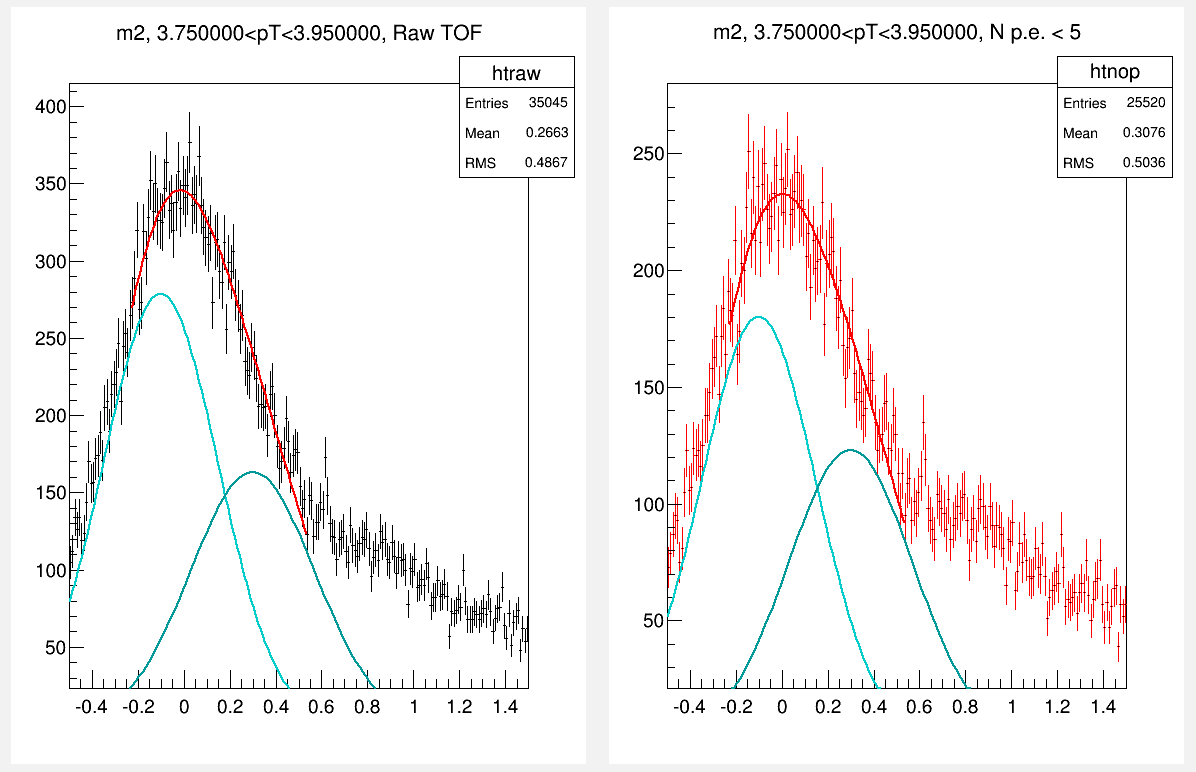 m2, 3.750000<pT<3.950000, Raw TOF
htraw
Entries 35045
Mean 0.2663
RMS 0.4867
400
350
300
250
200
150
100
50
-0.4 -0.2 0 0.2 0.4 0.6 0.8 1 1.2 1.4
m2, 3.750000<pT<3.950000, N p.e. < 5
htnop
Entries 25520
Mean 0.3076
RMS 0.5036
250
200
150
100
50
-0.4 -0.2 0 0.2 0.4 0.6 0.8 1 1.2 1.4